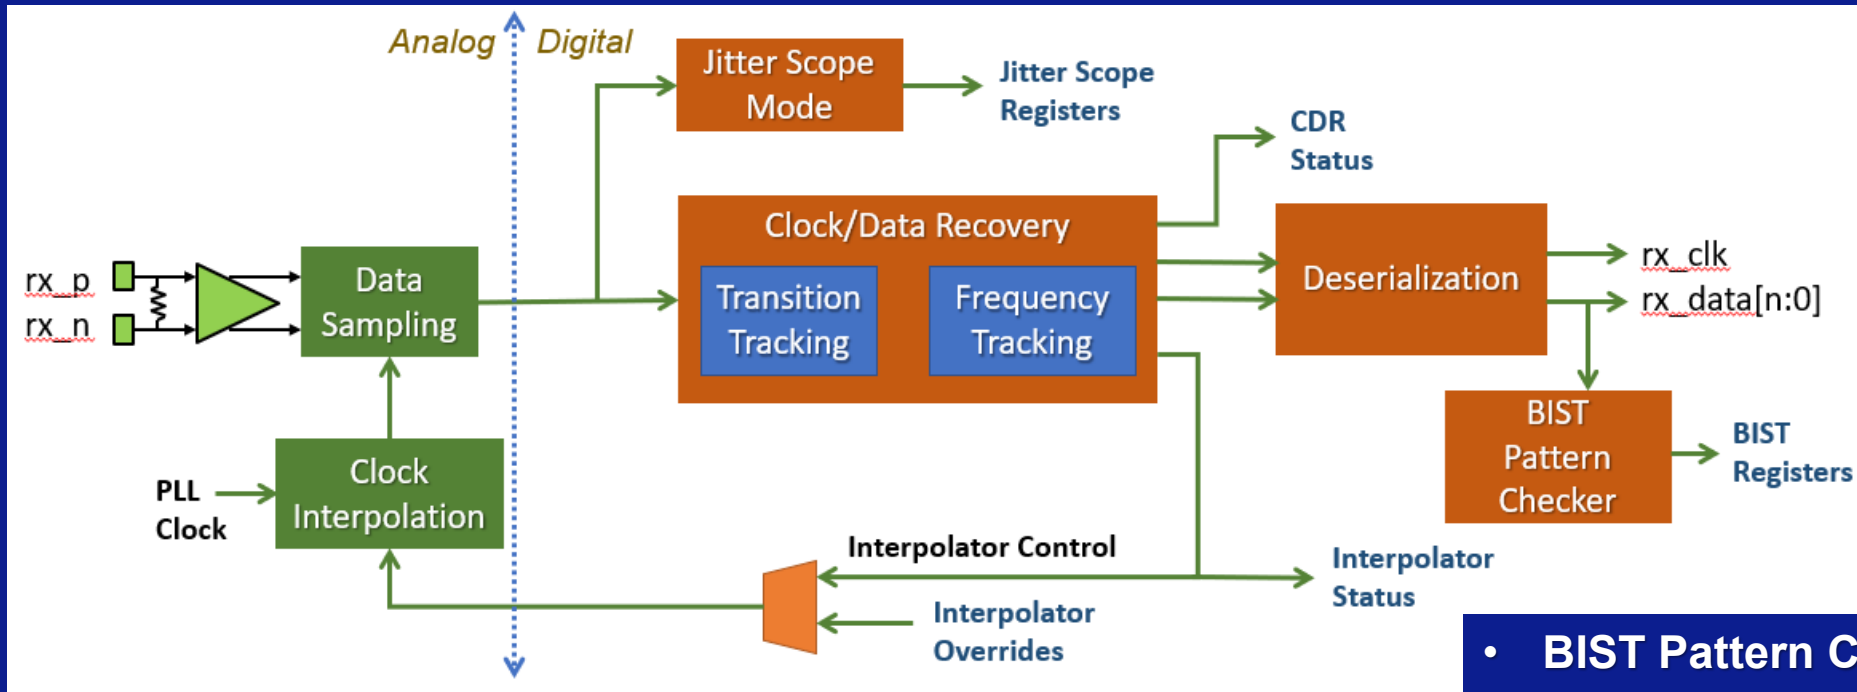 Analog
Digital
Jitter Scope
Mode
Jitter Scope
Registers
CDR
Status
Clock/Data Recovery
Transition
Tracking
Frequency
Tracking
Deserialization
rx_clk
rx_data[n:0]
rx_p
rx_n
Data
Sampling
BIST
Pattern
Checker
BIST
Registers
PLL
Clock
Clock
Interpolation
Interpolator Control
Interpolator
Status
Interpolator
Overrides
• BIST Pattern C